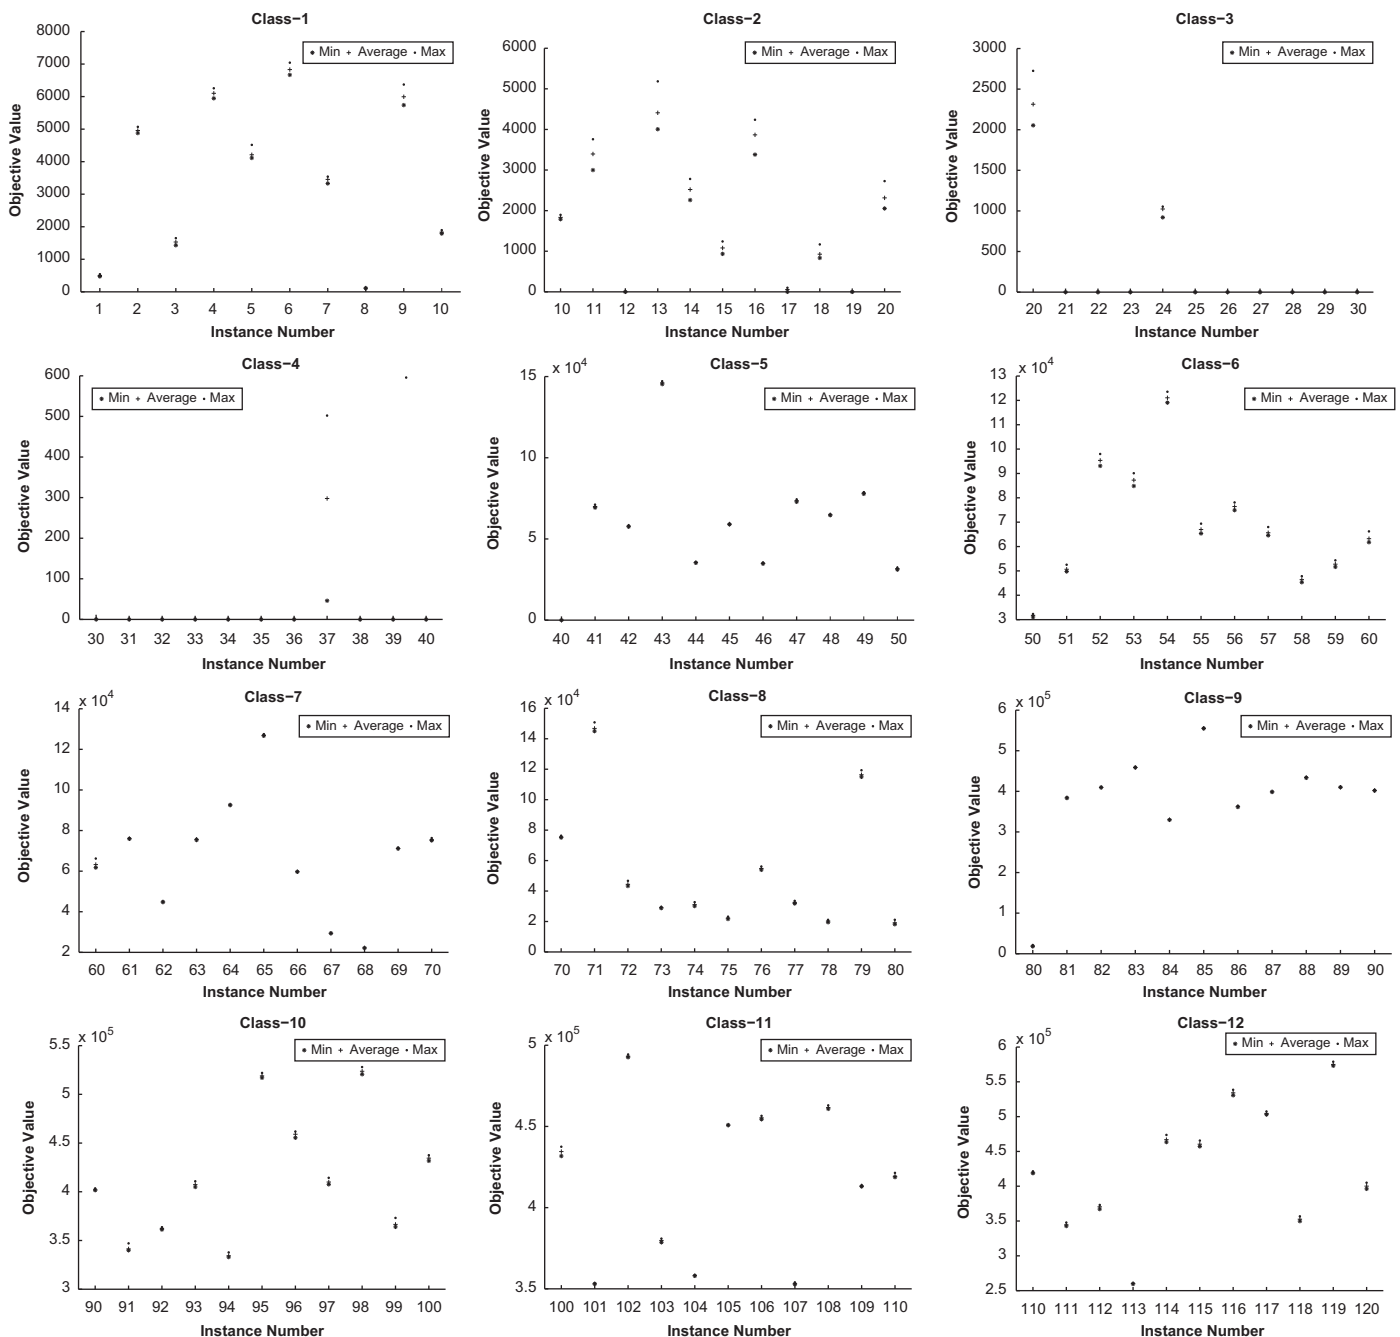 Class−1
Min + Average • Max
Objective Value
8000
7000
6000
5000
4000
3000
2000
1000
0
1 2 3 4 5 6 7 8 9 10
Instance Number
Class−2
Min + Average • Max
Objective Value
6000
5000
4000
3000
2000
1000
0
10 11 12 13 14 15 16 17 18 19 20
Instance Number
Class−3
Min + Average • Max
Objective Value
3000
2500
2000
1500
1000
500
0
20 21 22 23 24 25 26 27 28 29 30
Instance Number
Class−4
Min + Average • Max
Objective Value
600
500
400
300
200
100
0
30 31 32 33 34 35 36 37 38 39 40
Instance Number
Class−5
x 10^4
Min + Average • Max
Objective Value
15
10
5
0
40 41 42 43 44 45 46 47 48 49 50
Instance Number
Class−6
x 10^4
Min + Average • Max
Objective Value
13
12
11
10
9
8
7
6
5
4
3
50 51 52 53 54 55 56 57 58 59 60
Instance Number
Class−7
x 10^4
Min + Average • Max
Objective Value
14
12
10
8
6
4
2
60 61 62 63 64 65 66 67 68 69 70
Instance Number
Class−8
x 10^4
Min + Average • Max
Objective Value
16
14
12
10
8
6
4
2
0
70 71 72 73 74 75 76 77 78 79 80
Instance Number
Class−9
x 10^5
Min + Average • Max
Objective Value
6
5
4
3
2
1
0
80 81 82 83 84 85 86 87 88 89 90
Instance Number
Class−10
x 10^5
Min + Average • Max
Objective Value
5.5
5
4.5
4
3.5
3
90 91 92 93 94 95 96 97 98 99 100
Instance Number
Class−11
x 10^5
Min + Average • Max
Objective Value
5
4.5
4
3.5
100 101 102 103 104 105 106 107 108 109 110
Instance Number
Class−12
x 10^5
Min + Average • Max
Objective Value
6
5.5
5
4.5
4
3.5
3
2.5
110 111 112 113 114 115 116 117 118 119 120
Instance Number